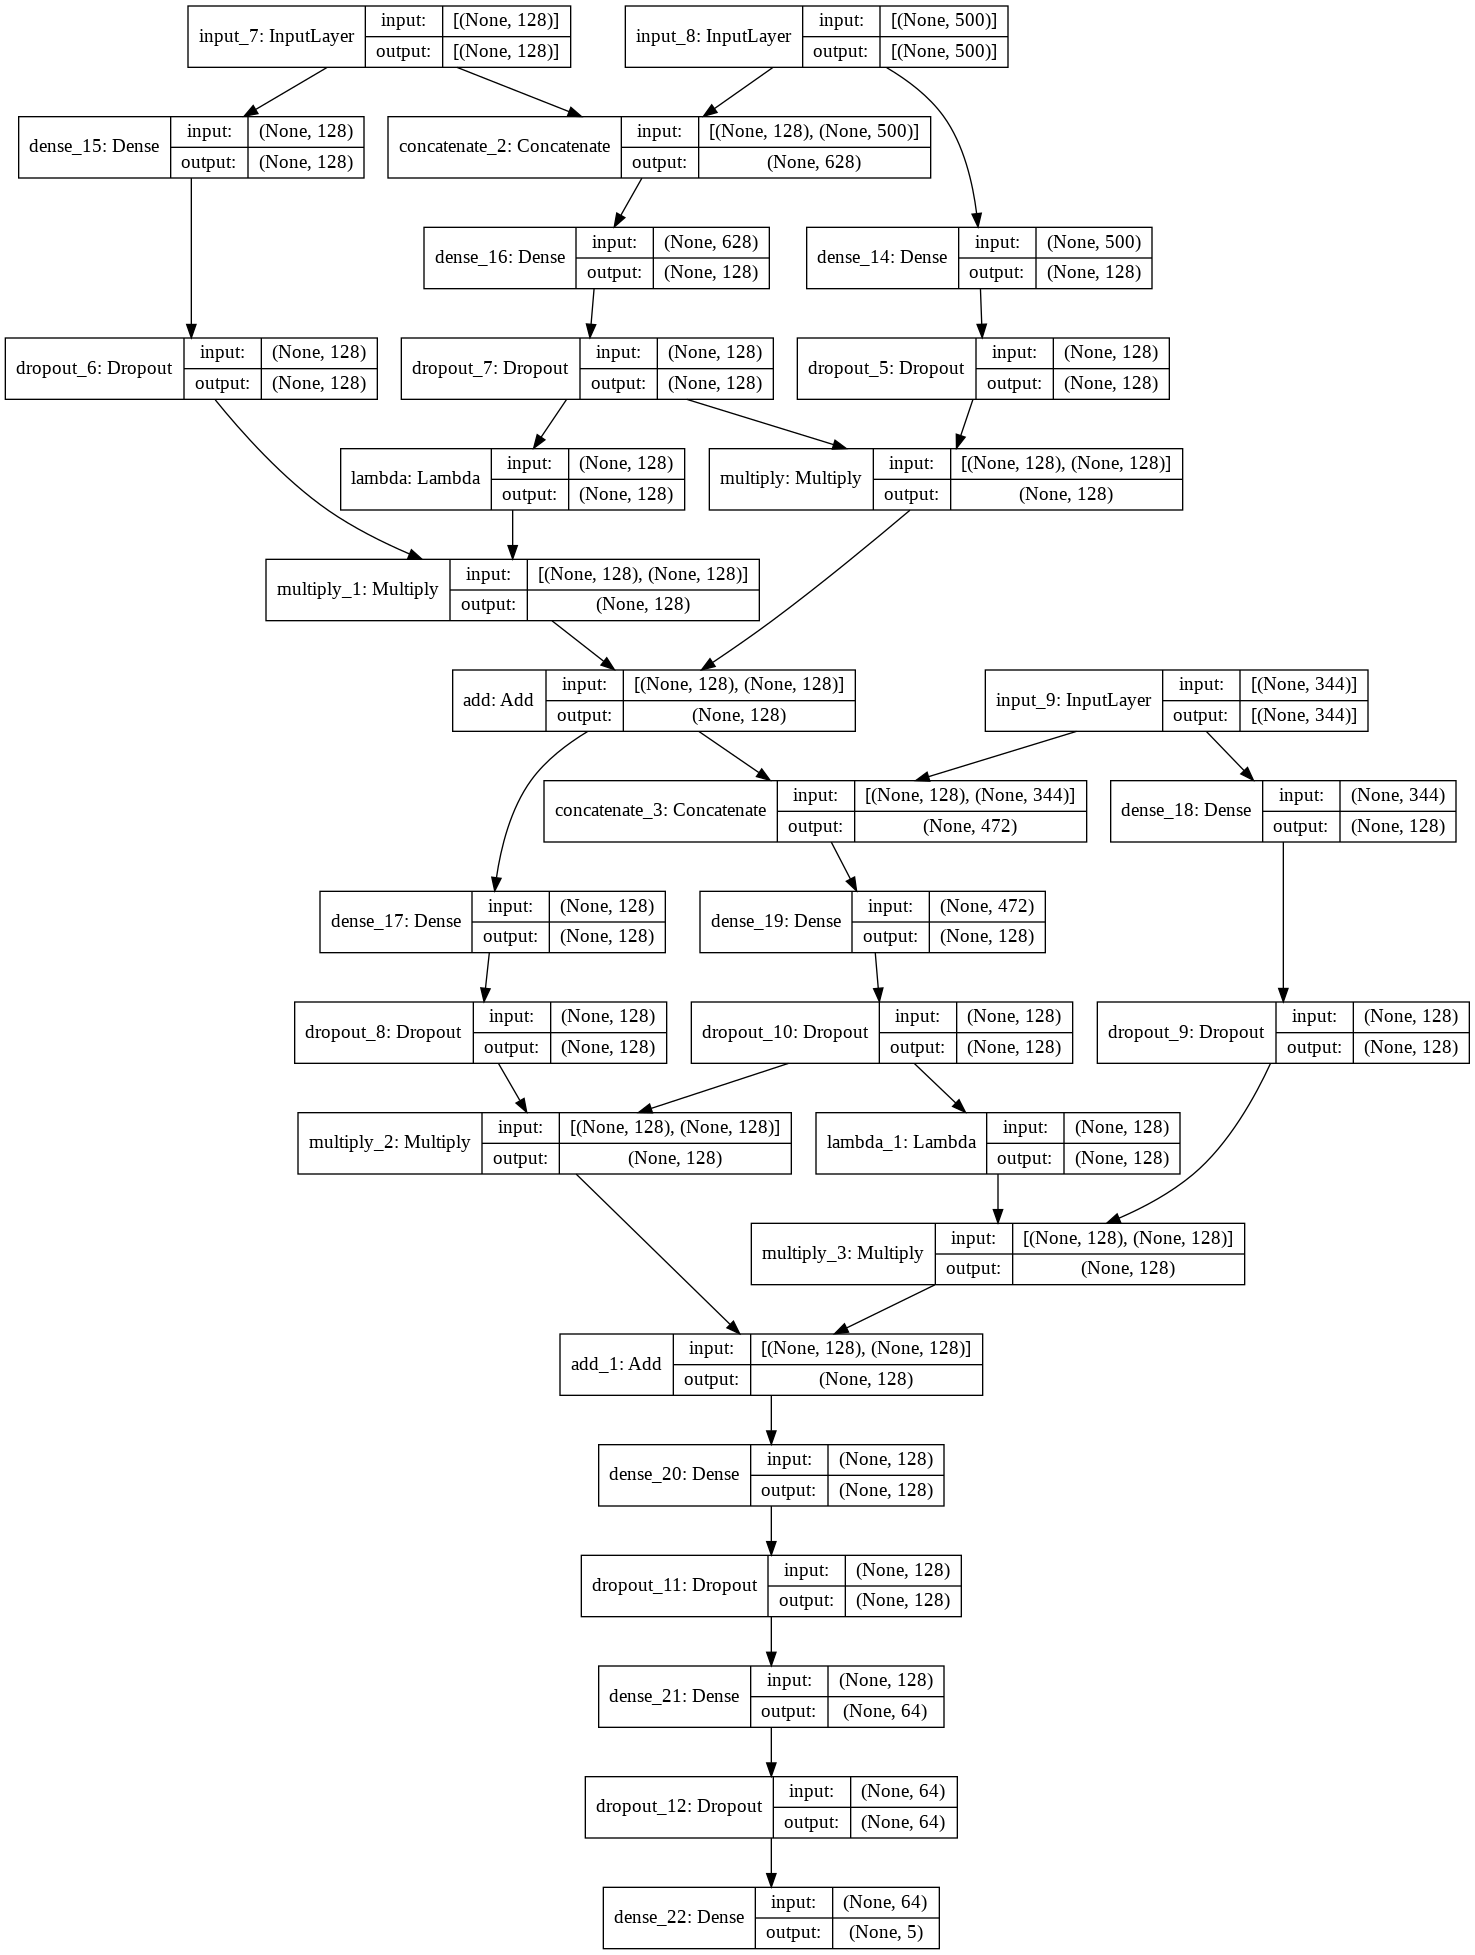 input_7: InputLayer
input: [(None, 128)]
output: [(None, 128)]
input_8: InputLayer
input: [(None, 500)]
output: [(None, 500)]
dense_15: Dense
input: (None, 128)
output: (None, 128)
concatenate_2: Concatenate
input: [(None, 128), (None, 500)]
output: (None, 628)
dense_16: Dense
input: (None, 628)
output: (None, 128)
dense_14: Dense
input: (None, 500)
output: (None, 128)
dropout_6: Dropout
input: (None, 128)
output: (None, 128)
dropout_7: Dropout
input: (None, 128)
output: (None, 128)
dropout_5: Dropout
input: (None, 128)
output: (None, 128)
lambda: Lambda
input: (None, 128)
output: (None, 128)
multiply: Multiply
input: [(None, 128), (None, 128)]
output: (None, 128)
multiply_1: Multiply
input: [(None, 128), (None, 128)]
output: (None, 128)
add: Add
input: [(None, 128), (None, 128)]
output: (None, 128)
input_9: InputLayer
input: [(None, 344)]
output: [(None, 344)]
concatenate_3: Concatenate
input: [(None, 128), (None, 344)]
output: (None, 472)
dense_18: Dense
input: (None, 344)
output: (None, 128)
dense_17: Dense
input: (None, 128)
output: (None, 128)
dense_19: Dense
input: (None, 472)
output: (None, 128)
dropout_8: Dropout
input: (None, 128)
output: (None, 128)
dropout_10: Dropout
input: (None, 128)
output: (None, 128)
dropout_9: Dropout
input: (None, 128)
output: (None, 128)
multiply_2: Multiply
input: [(None, 128), (None, 128)]
output: (None, 128)
lambda_1: Lambda
input: (None, 128)
output: (None, 128)
multiply_3: Multiply
input: [(None, 128), (None, 128)]
output: (None, 128)
add_1: Add
input: [(None, 128), (None, 128)]
output: (None, 128)
dense_20: Dense
input: (None, 128)
output: (None, 128)
dropout_11: Dropout
input: (None, 128)
output: (None, 128)
dense_21: Dense
input: (None, 128)
output: (None, 64)
dropout_12: Dropout
input: (None, 64)
output: (None, 64)
dense_22: Dense
input: (None, 64)
output: (None, 5)